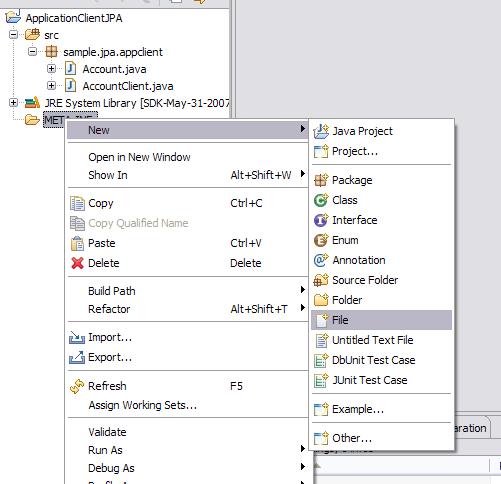 ApplicationClientJPA
src
sample.jpa.appclient
Account.java
AccountClient.java
JRE System Library [SDK-May-31-2007
New
Open in New Window
Show In Alt+Shift+W
Copy Ctrl+C
Copy Qualified Name
Paste Ctrl+V
Delete Delete
Build Path
Refactor Alt+Shift+T
Import...
Export...
Refresh F5
Assign Working Sets...
Validate
Run As
Debug As
Java Project
Project...
Package
Class
Interface
Enum
Annotation
Source Folder
Folder
File
Untitled Text File
DbUnit Test Case
JUnit Test Case
Example...
Other...
aration